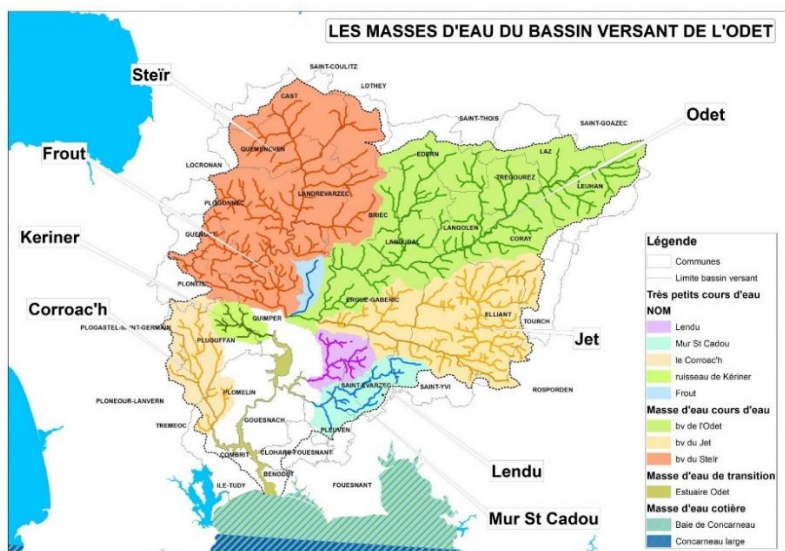 LES MASSES D'EAU DU BASSIN VERSANT DE L'ODET
SAINT-COULITZ
Steïr
LOTHEY
CAST
SAINT-THOIS
SAINT-GOAZEC
Odet
QUEMENEVEN
EDERN
LAZ
Frout
LOCRONAN
TREGOUREZ
LEUHAN
LANDREVARZEC
PLOGONNEC
BRIEC
LANGOLEN
Keriner
CORAY
Légende
Communes
Limite bassin versant
PLONEIS
Corroac'h
ERGUE-GABERIC
ELLIANT
Très petits cours d'eau
NOM
QUIMPER
TOURCH
PLOGASTEL-SAINT-GERMAIN
Jet
Lendu
PLUGUFFAN
Mur St Cadou
le Corroac'h
ruisseau de Kériner
SAINT-EVARZEC
SAINT-YVI
ROSPORDEN
Frout
PLONEOUR-LANVERN
PLOMELIN
Masse d'eau cours d'eau
TREMEOC
GOUESNACH
bv de l'Odet
PLEUVEN
bv du Jet
COMBRIT
CLOHARS-FOUESNANT
Lendu
bv du Steïr
BENODET
Masse d'eau de transition
ILE-TUDY
FOUESNANT
Estuaire Odet
Mur St Cadou
Masse d'eau cotière
Baie de Concarneau
Concarneau large